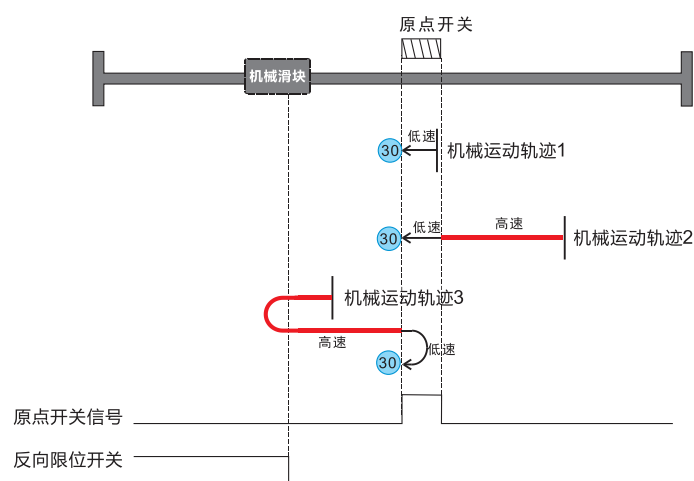 原点开关
机械滑块
低速
30
机械运动轨迹1
低速
高速
30
机械运动轨迹2
机械运动轨迹3
高速
低速
30
原点开关信号
反向限位开关